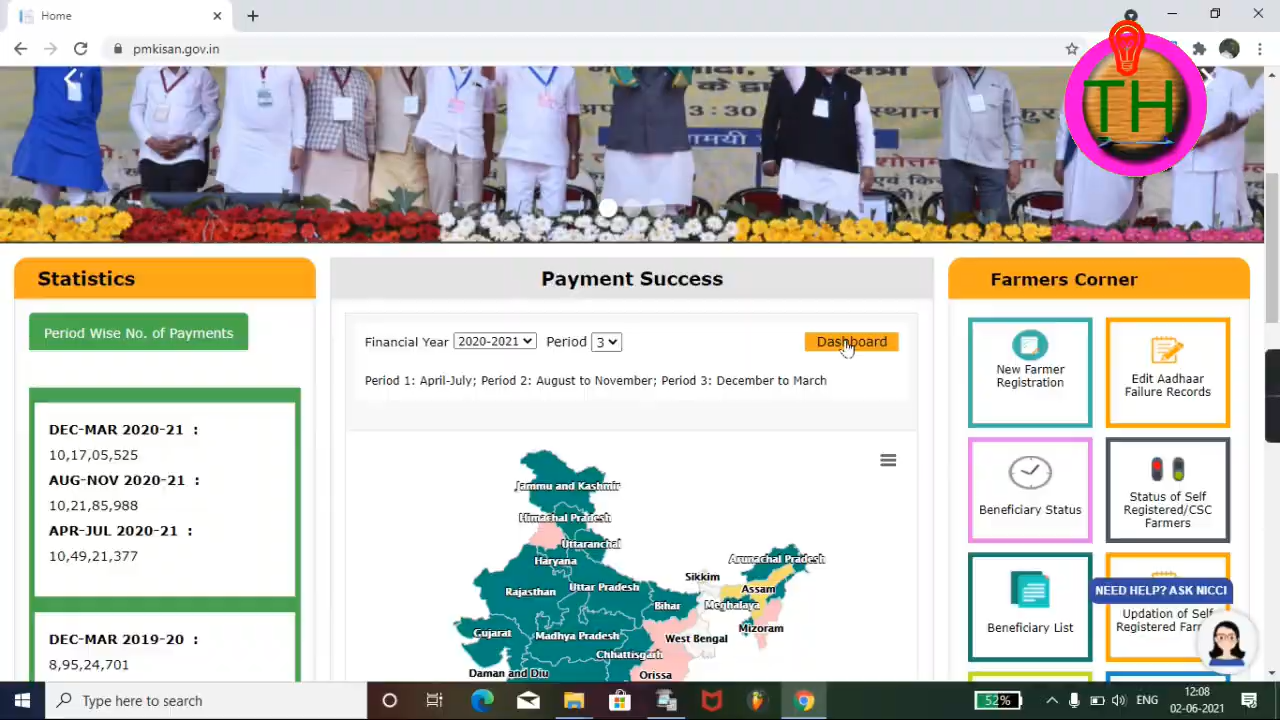 Home
pmkisan.gov.in
TH
के द्वा
3:30
Statistics
Period Wise No. of Payments
DEC-MAR 2020-21 :
10,17,05,525
AUG-NOV 2020-21 :
10,21,85,988
APR-JUL 2020-21 :
10,49,21,377
DEC-MAR 2019-20 :
8,95,24,701
Payment Success
Financial Year 2020-2021 Period 3 Dashboard
Period 1: April-July; Period 2: August to November; Period 3: December to March
Jammu and Kashmir
Himachal Pradesh
Uttaranchal
Haryana
Arunachal Pradesh
Sikkim
Rajasthan
Uttar Pradesh
Assam
Bihar
Meghalaya
Gujarat
Madhya Pradesh
West Bengal
Mizoram
Chhattisgarh
Daman and Diu
Orissa
Farmers Corner
New Farmer
Registration
Edit Aadhaar
Failure Records
Beneficiary Status
Status of Self
Registered/CSC
Farmers
NEED HELP? ASK NICCI
Beneficiary List
Updation of Self
Registered
Type here to search
52%
ENG
12:08
02-06-2021